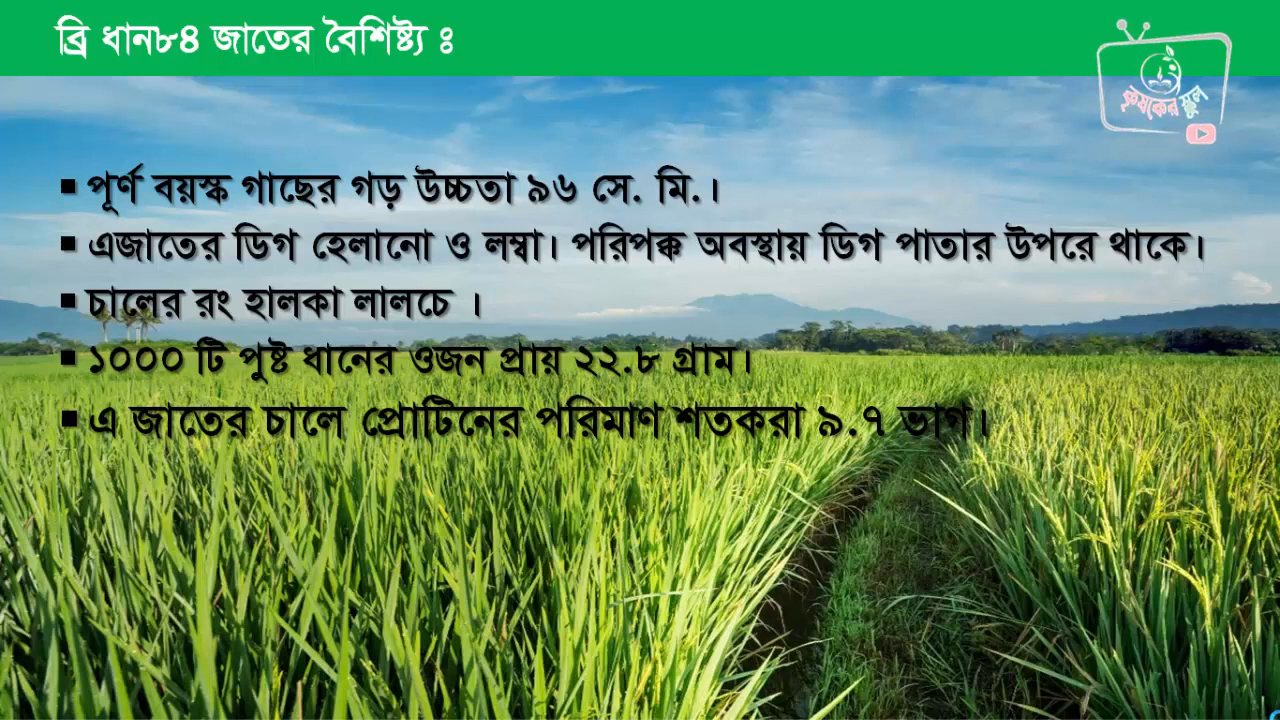 ব্রি ধান৮৪ জাতের বৈশিষ্ট্য ঃ
কৃষকের স্কুল
▪ পূর্ণ বয়স্ক গাছের গড় উচ্চতা ৯৬ সে. মি.।
▪ এজাতের ডিগ হেলানো ও লম্বা। পরিপক্ক অবস্থায় ডিগ পাতার উপরে থাকে।
▪ চালের রং হালকা লালচে ।
▪ ১০০০ টি পুষ্ট ধানের ওজন প্রায় ২২.৮ গ্রাম।
▪ এ জাতের চালে প্রোটিনের পরিমাণ শতকরা ৯.৭ ভাগ।